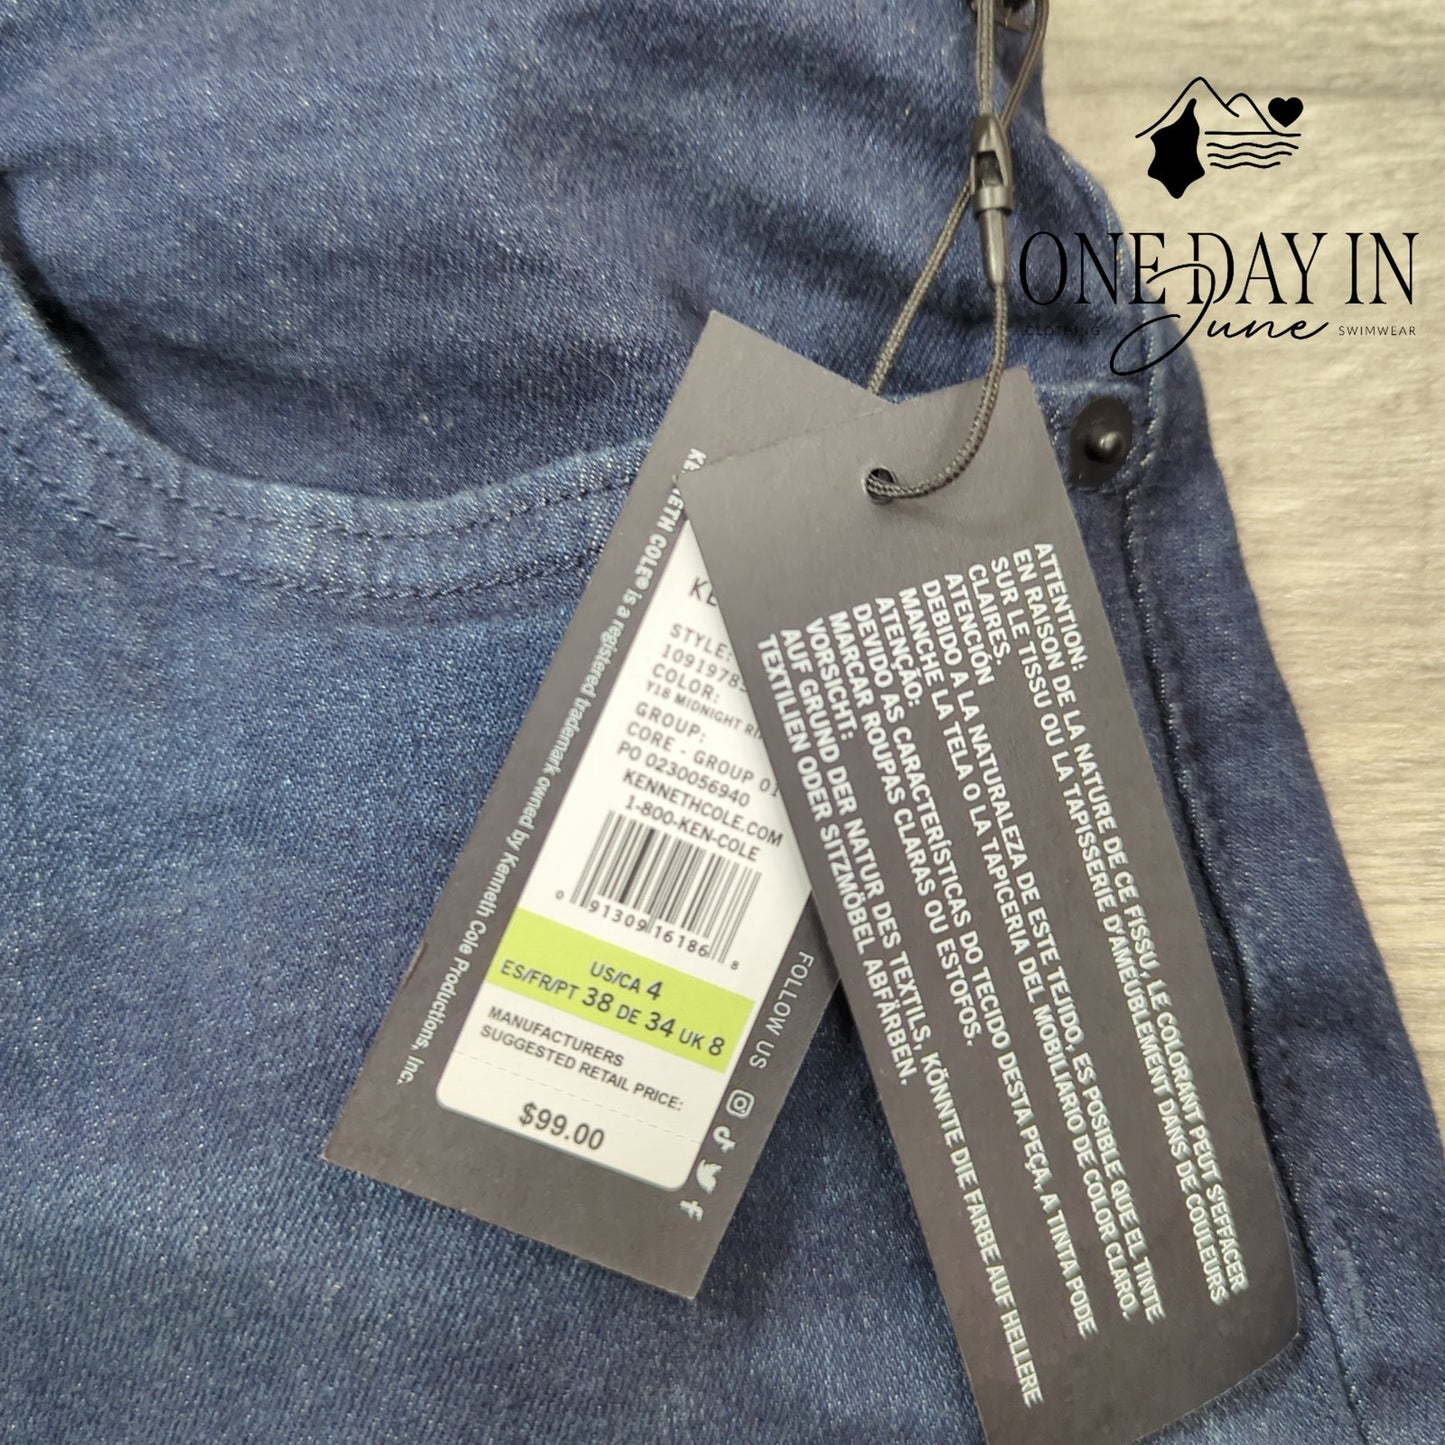 ONE DAY IN
June
CLOTHING
SWIMWEAR
KENNETH COLE® is a registered trademark owned by Kenneth Cole Productions, Inc.
STYLE:
COLOR:
Y18 MIDNIGHT
GROUP:
CORE - GROUP 01
PO 0230056940
KENNETHCOLE.COM
1-800-KEN-COLE
0 91309 16186 8
US/CA 4
ES/FR/PT 38 DE 34 UK 8
MANUFACTURERS
SUGGESTED RETAIL PRICE:
$99.00
FOLLOW US
ATTENTION:
EN RAISON DE LA NATURE DE CE FISSU, LE COLORANT PEUT S'EFFACER
SUR LE TISSU OU LA TAPISSERIE D'AMEUBLEMENT DANS DE COULEURS
CLAIRES.
ATENCIÓN
DEBIDO A LA NATURALEZA DE ESTE TEJIDO, ES POSIBLE QUE EL TINTE
MANCHE LA TELA O LA TAPICERIA DEL MOBILIARIO DE COLOR CLARO.
ATENÇÃO:
DEVIDO AS CARACTERÍSTICAS DO TECIDO DESTA PEÇA, A TINTA PODE
MARCAR ROUPAS CLARAS OU ESTOFOS.
VORSICHT:
AUF GRUND DER NATUR DES TEXTILS, KÖNNTE DIE FARBE AUF HELLERE
TEXTILIEN ODER SITZMÖBEL ABFÄRBEN.